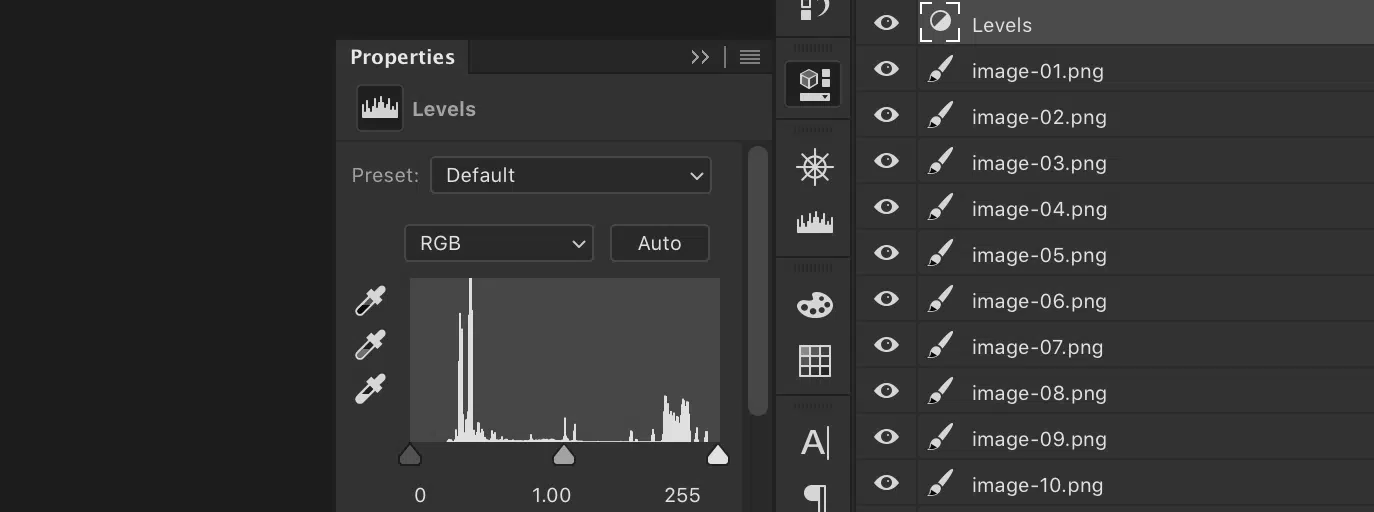 Properties
Levels
Preset:
Default
RGB
Auto
0
1.00
255
A
Levels
image-01.png
image-02.png
image-03.png
image-04.png
image-05.png
image-06.png
image-07.png
image-08.png
image-09.png
image-10.png